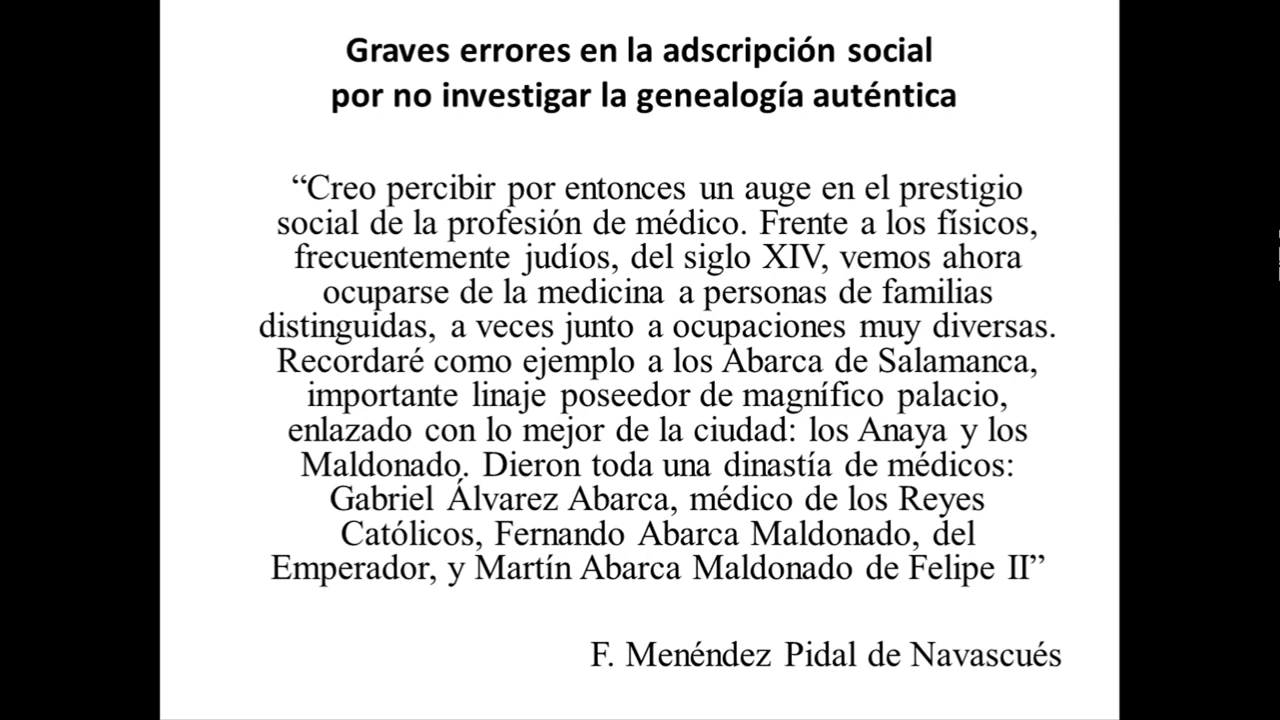 Graves errores en la adscripción social
por no investigar la genealogía auténtica
“Creo percibir por entonces un auge en el prestigio
social de la profesión de médico. Frente a los físicos,
frecuentemente judíos, del siglo XIV, vemos ahora
ocuparse de la medicina a personas de familias
distinguidas, a veces junto a ocupaciones muy diversas.
Recordaré como ejemplo a los Abarca de Salamanca,
importante linaje poseedor de magnífico palacio,
enlazado con lo mejor de la ciudad: los Anaya y los
Maldonado. Dieron toda una dinastía de médicos:
Gabriel Álvarez Abarca, médico de los Reyes
Católicos, Fernando Abarca Maldonado, del
Emperador, y Martín Abarca Maldonado de Felipe II”
F. Menéndez Pidal de Navascués